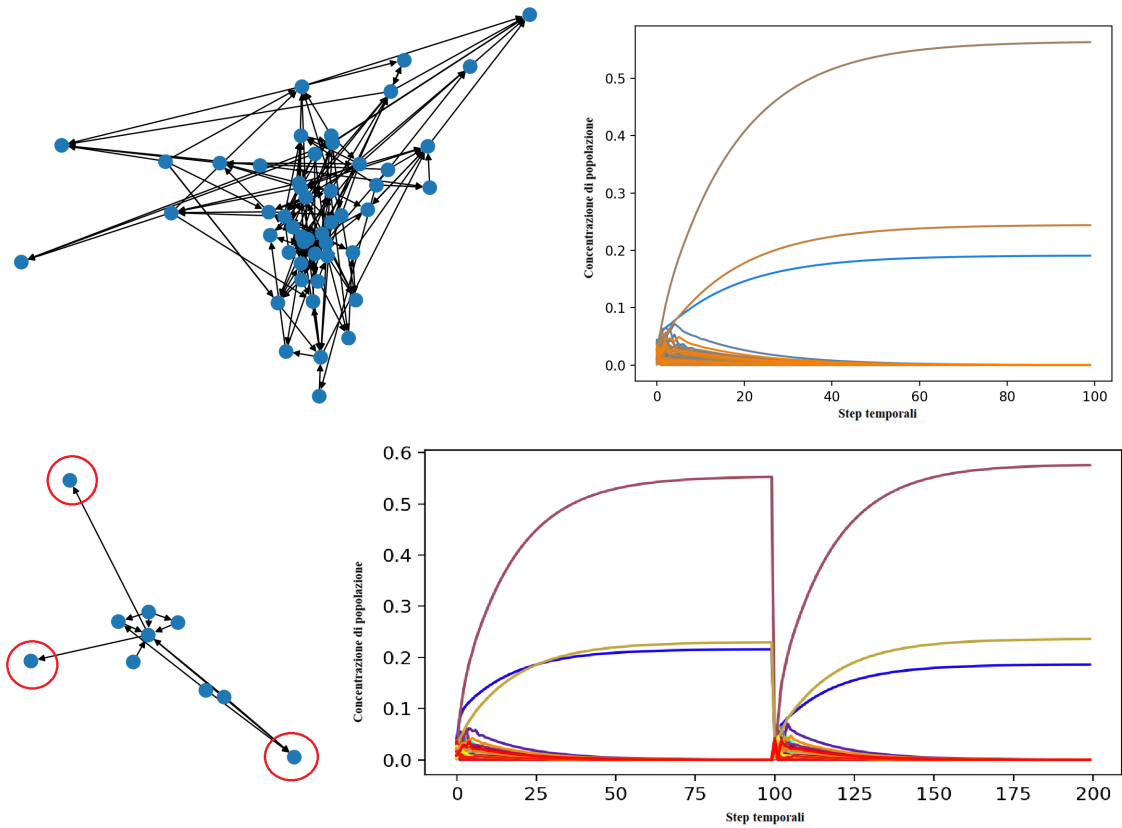 0.5
0.4
0.3
0.2
0.1
0.0
Concentrazione di popolazione
0 20 40 60 80 100
Step temporali
0.6
0.5
0.4
0.3
0.2
0.1
0.0
Concentrazione di popolazione
0 25 50 75 100 125 150 175 200
Step temporali